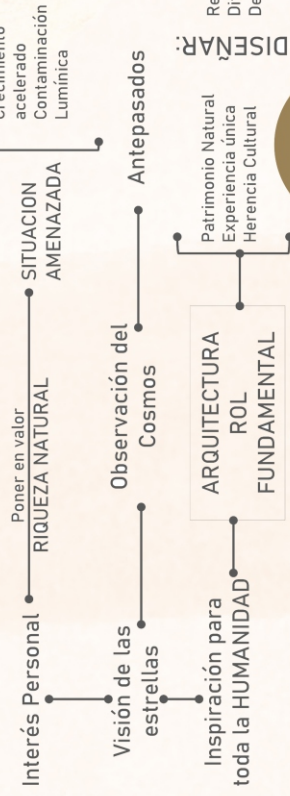 Interés Personal
Poner en valor
RIQUEZA NATURAL
SITUACION
AMENAZADA
acelerado
Contaminación
Lumínica
Visión de las
estrellas
Observación del
Cosmos
Antepasados
Inspiración para
toda la HUMANIDAD
ARQUITECTURA
ROL
FUNDAMENTAL
Patrimonio Natural
Experiencia única
Herencia Cultural
DISEÑAR: